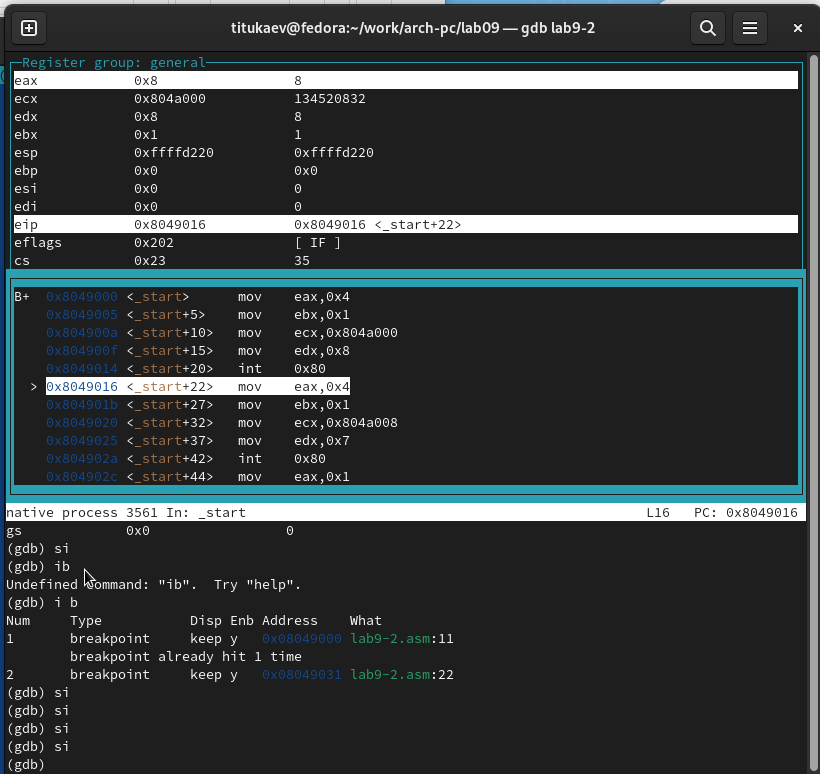 titukaev@fedora:~/work/arch-pc/lab09 — gdb lab9-2
Register group: general
eax 0x8 8
ecx 0x804a000 134520832
edx 0x8 8
ebx 0x1 1
esp 0xffffd220 0xffffd220
ebp 0x0 0x0
esi 0x0 0
edi 0x0 0
eip 0x8049016 0x8049016 <_start+22>
eflags 0x202 [ IF ]
cs 0x23 35
B+ 0x8049000 <_start> mov eax,0x4
0x8049005 <_start+5> mov ebx,0x1
0x804900a <_start+10> mov ecx,0x804a000
0x804900f <_start+15> mov edx,0x8
0x8049014 <_start+20> int 0x80
> 0x8049016 <_start+22> mov eax,0x4
0x804901b <_start+27> mov ebx,0x1
0x8049020 <_start+32> mov ecx,0x804a008
0x8049025 <_start+37> mov edx,0x7
0x804902a <_start+42> int 0x80
0x804902c <_start+44> mov eax,0x1
native process 3561 In: _start L16 PC: 0x8049016
gs 0x0 0
(gdb) si
(gdb) ib
Undefined command: "ib". Try "help".
(gdb) i b
Num Type Disp Enb Address What
1 breakpoint keep y 0x08049000 lab9-2.asm:11
breakpoint already hit 1 time
2 breakpoint keep y 0x08049031 lab9-2.asm:22
(gdb) si
(gdb) si
(gdb) si
(gdb) si
(gdb)